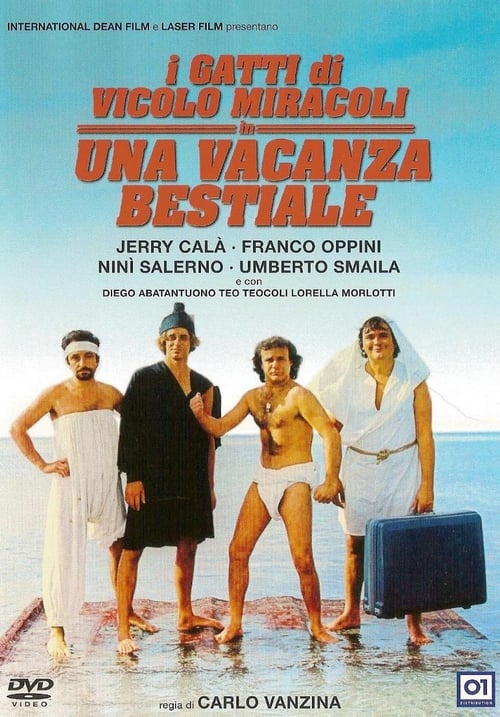 INTERNATIONAL DEAN FILM e LASER FILM presentano
i GATTI di
VICOLO MIRACOLI
in
UNA VACANZA
BESTIALE
JERRY CALÀ · FRANCO OPPINI
NINÌ SALERNO · UMBERTO SMAILA
e con
DIEGO ABATANTUONO TEO TEOCOLI LORELLA MORLOTTI
DVD
VIDEO
regia di CARLO VANZINA
01
DISTRIBUTION